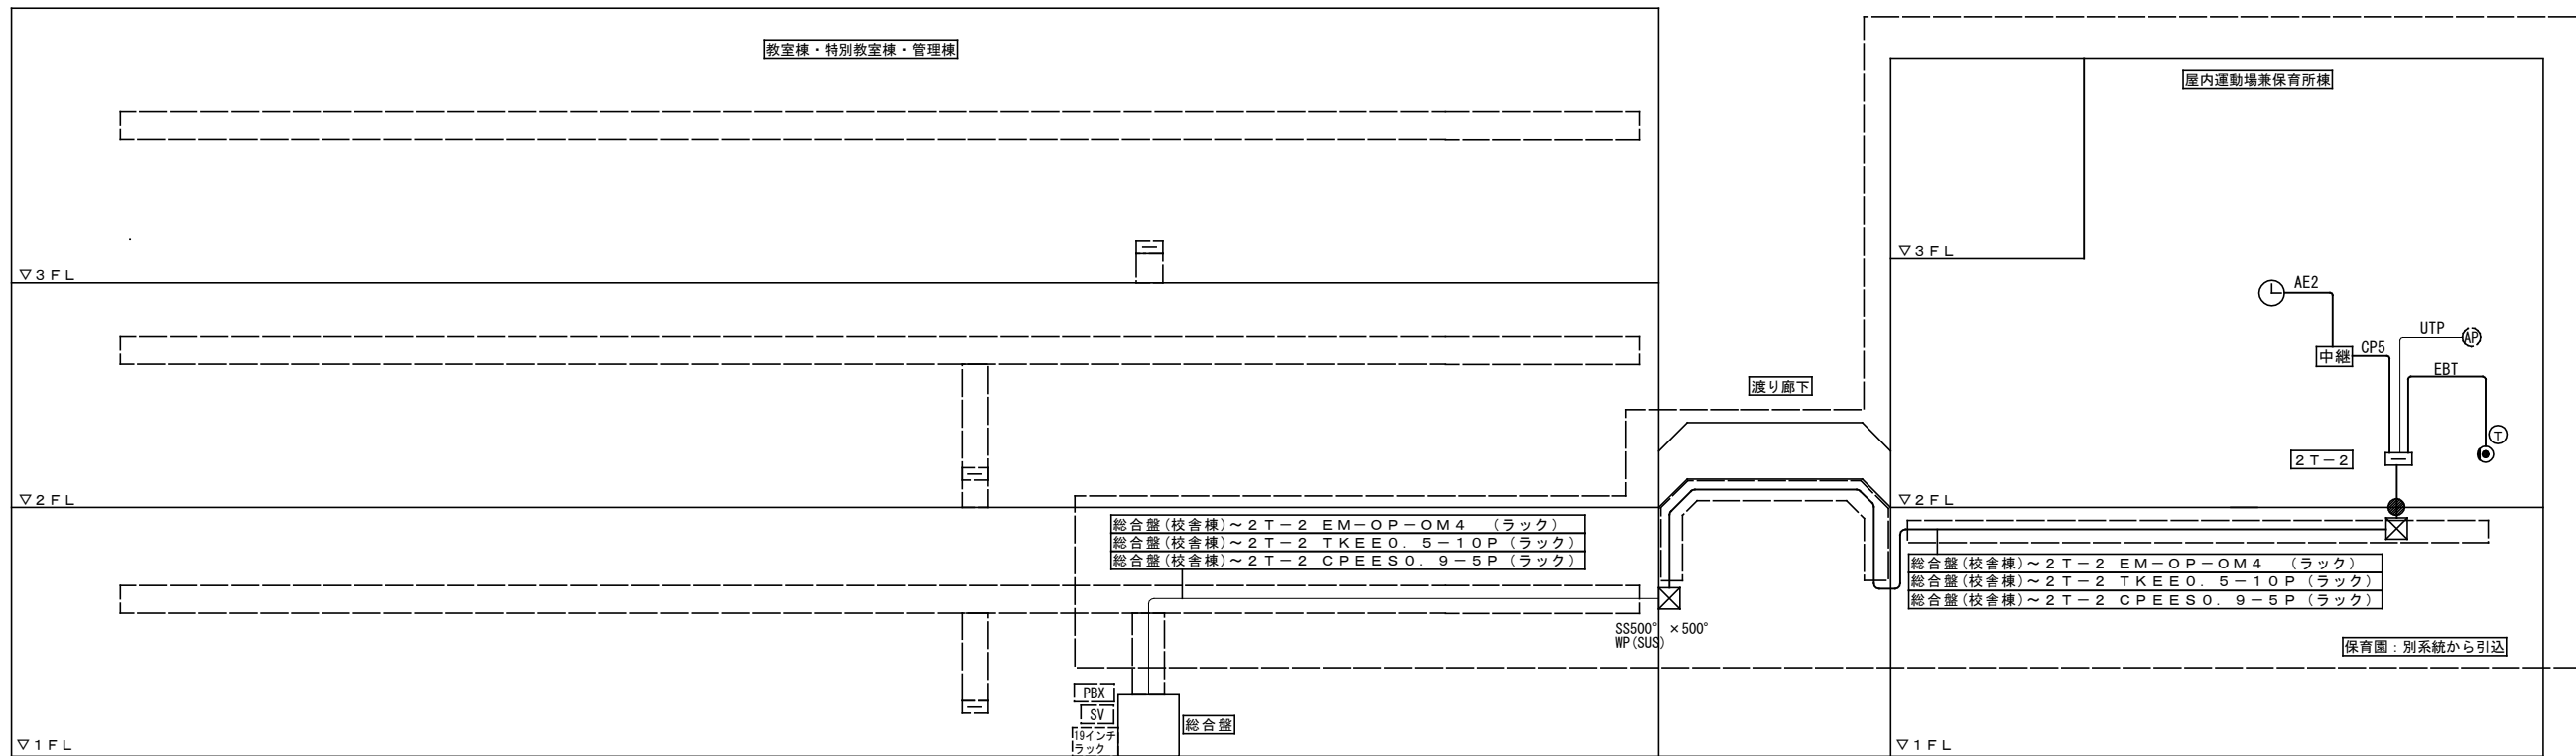 教室棟・特別教室棟・管理棟
屋内運動場兼保育所棟
▽3FL
▽3FL
AE2
UTP
AP
中継
CP5
EBT
渡り廊下
T
2T-2
▽2FL
▽2FL
総合盤(校舎棟)~2T-2 EM-OP-OM4 (ラック)
総合盤(校舎棟)~2T-2 TKEE0.5-10P(ラック)
総合盤(校舎棟)~2T-2 CPEES0.9-5P(ラック)
総合盤(校舎棟)~2T-2 EM-OP-OM4 (ラック)
総合盤(校舎棟)~2T-2 TKEE0.5-10P(ラック)
総合盤(校舎棟)~2T-2 CPEES0.9-5P(ラック)
SS500°×500°
WP(SUS)
保育園:別系統から引込
PBX
SV
総合盤
19インチ
ラック
▽1FL
▽1FL